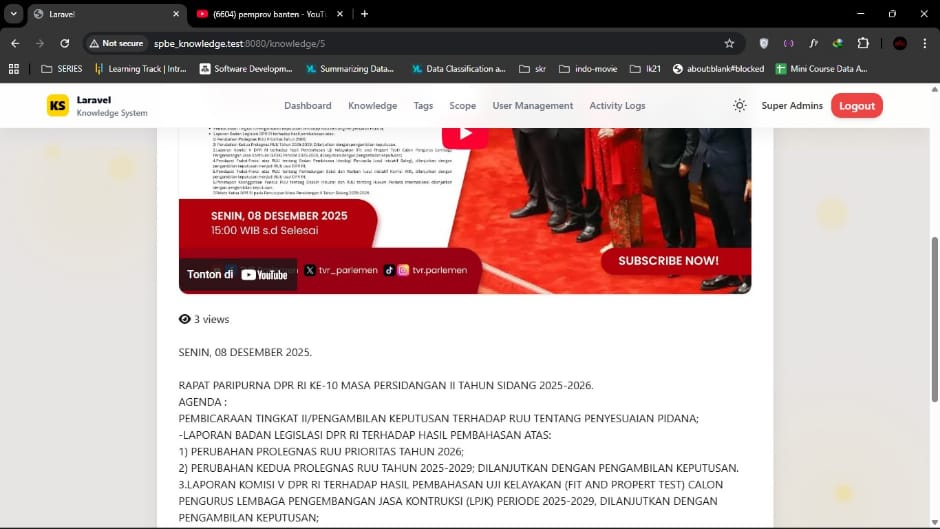 Laravel
(6604) pemprov banten - YouTu
Not secure
spbe_knowledge.test:8080/knowledge/5
SERIES
Learning Track | Intr...
Software Developm...
Summarizing Data...
Data Classification a...
skr
indo-movie
lk21
about:blank#blocked
Mini Course Data A...
KS
Laravel
Knowledge System
Dashboard
Knowledge
Tags
Scope
User Management
Activity Logs
Super Admins
Logout
SENIN, 08 DESEMBER 2025
15:00 WIB s.d Selesai
Tonton di YouTube
tvr_parlemen
tvr.parlemen
SUBSCRIBE NOW!
3 views
SENIN, 08 DESEMBER 2025.
RAPAT PARIPURNA DPR RI KE-10 MASA PERSIDANGAN II TAHUN SIDANG 2025-2026.
AGENDA :
PEMBICARAAN TINGKAT II/PENGAMBILAN KEPUTUSAN TERHADAP RUU TENTANG PENYESUAIAN PIDANA;
-LAPORAN BADAN LEGISLASI DPR RI TERHADAP HASIL PEMBAHASAN ATAS:
1) PERUBAHAN PROLEGNAS RUU PRIORITAS TAHUN 2026;
2) PERUBAHAN KEDUA PROLEGNAS RUU TAHUN 2025-2029; DILANJUTKAN DENGAN PENGAMBILAN KEPUTUSAN.
3.LAPORAN KOMISI V DPR RI TERHADAP HASIL PEMBAHASAN UJI KELAYAKAN (FIT AND PROPERT TEST) CALON
PENGURUS LEMBAGA PENGEMBANGAN JASA KONTRUKSI (LPJK) PERIODE 2025-2029, DILANJUTKAN DENGAN
PENGAMBILAN KEPUTUSAN;